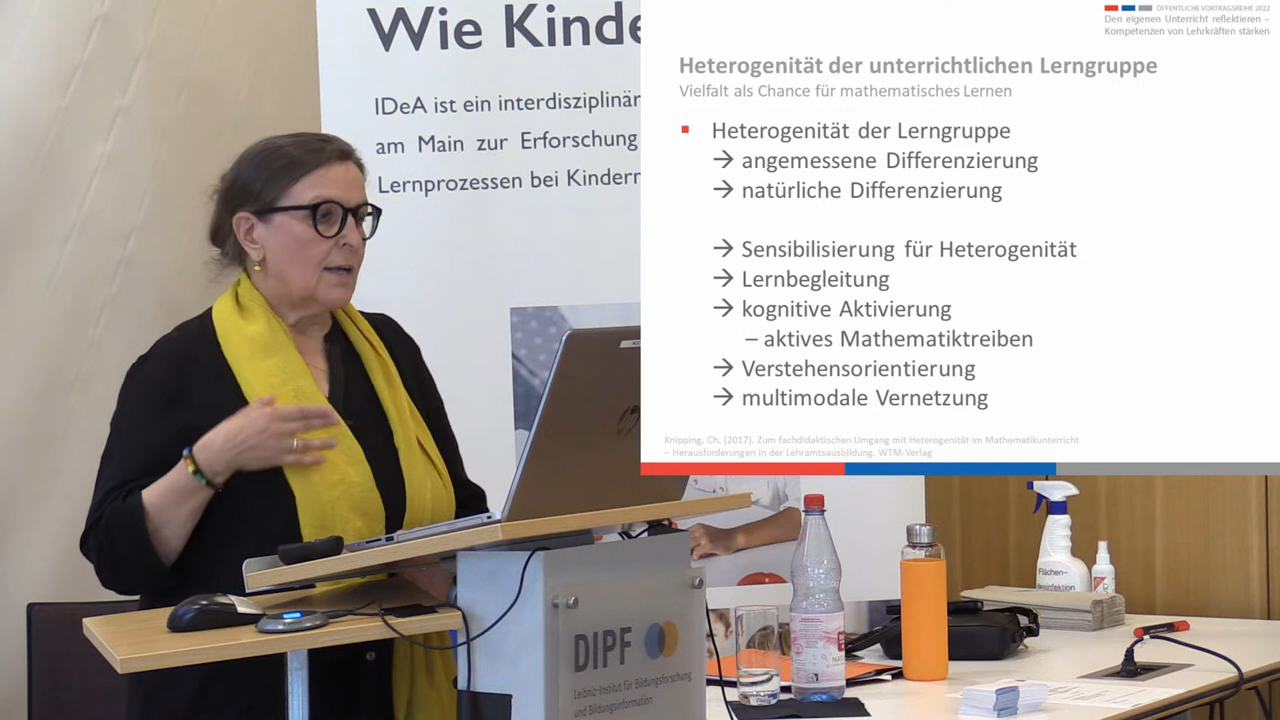 Wie Kinde
IDeA ist ein interdisziplinär
am Main zur Erforschung
Lernprozessen bei Kindern
ÖFFENTLICHE VORTRAGSREIHE 2022
Den eigenen Unterricht reflektieren –
Kompetenzen von Lehrkräften stärken
Heterogenität der unterrichtlichen Lerngruppe
Vielfalt als Chance für mathematisches Lernen
▪ Heterogenität der Lerngruppe
→ angemessene Differenzierung
→ natürliche Differenzierung
→ Sensibilisierung für Heterogenität
→ Lernbegleitung
→ kognitive Aktivierung
– aktives Mathematiktreiben
→ Verstehensorientierung
→ multimodale Vernetzung
Knipping, Ch. (2017). Zum fachdidaktischen Umgang mit Heterogenität im Mathematikunterricht
– Herausforderungen in der Lehramtsausbildung. WTM-Verlag
Flächen-
desinfektion
DIPF
Leibniz-Institut für Bildungsforschung
und Bildungsinformation